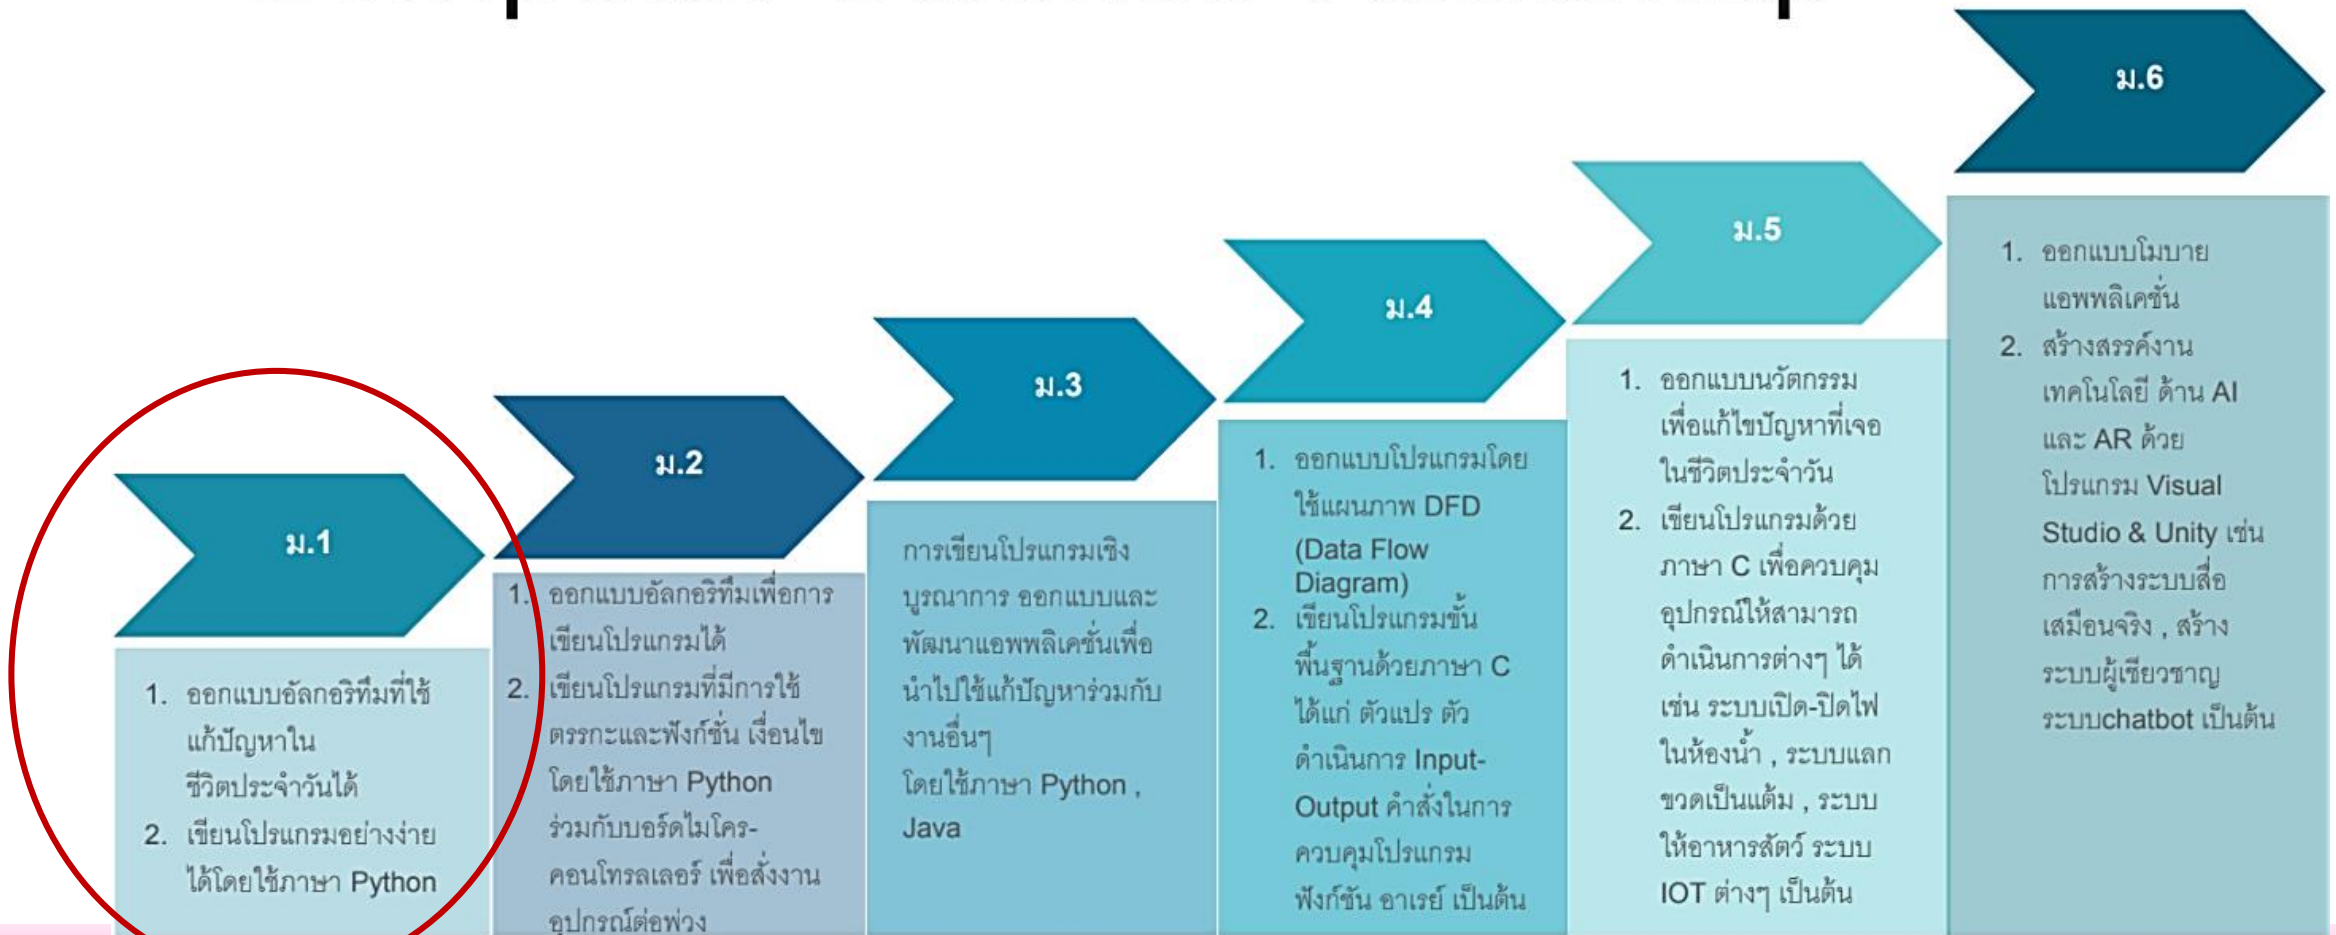 ม.1
1. ออกแบบอัลกอริทึมที่ใช้
แก้ปัญหาใน
ชีวิตประจำวันได้
2. เขียนโปรแกรมอย่างง่าย
ได้โดยใช้ภาษา Python
ม.2
1. ออกแบบอัลกอริทึมเพื่อการ
เขียนโปรแกรมได้
2. เขียนโปรแกรมที่มีการใช้
ตรรกะและฟังก์ชั่น เงื่อนไข
โดยใช้ภาษา Python
ร่วมกับบอร์ดไมโคร-
คอนโทรลเลอร์ เพื่อสั่งงาน
อุปกรณ์ต่อพ่วง
ม.3
การเขียนโปรแกรมเชิง
บูรณาการ ออกแบบและ
พัฒนาแอพพลิเคชั่นเพื่อ
นำไปใช้แก้ปัญหาร่วมกับ
งานอื่นๆ
โดยใช้ภาษา Python ,
Java
ม.4
1. ออกแบบโปรแกรมโดย
ใช้แผนภาพ DFD
(Data Flow
Diagram)
2. เขียนโปรแกรมขั้น
พื้นฐานด้วยภาษา C
ได้แก่ ตัวแปร ตัว
ดำเนินการ Input-
Output คำสั่งในการ
ควบคุมโปรแกรม
ฟังก์ชัน อาเรย์ เป็นต้น
ม.5
1. ออกแบบนวัตกรรม
เพื่อแก้ไขปัญหาที่เจอ
ในชีวิตประจำวัน
2. เขียนโปรแกรมด้วย
ภาษา C เพื่อควบคุม
อุปกรณ์ให้สามารถ
ดำเนินการต่างๆ ได้
เช่น ระบบเปิด-ปิดไฟ
ในห้องน้ำ , ระบบแลก
ขวดเป็นแต้ม , ระบบ
ให้อาหารสัตว์ ระบบ
IOT ต่างๆ เป็นต้น
ม.6
1. ออกแบบโมบาย
แอพพลิเคชั่น
2. สร้างสรรค์งาน
เทคโนโลยี ด้าน AI
และ AR ด้วย
โปรแกรม Visual
Studio & Unity เช่น
การสร้างระบบสื่อ
เสมือนจริง , สร้าง
ระบบผู้เชียวชาญ
ระบบchatbot เป็นต้น